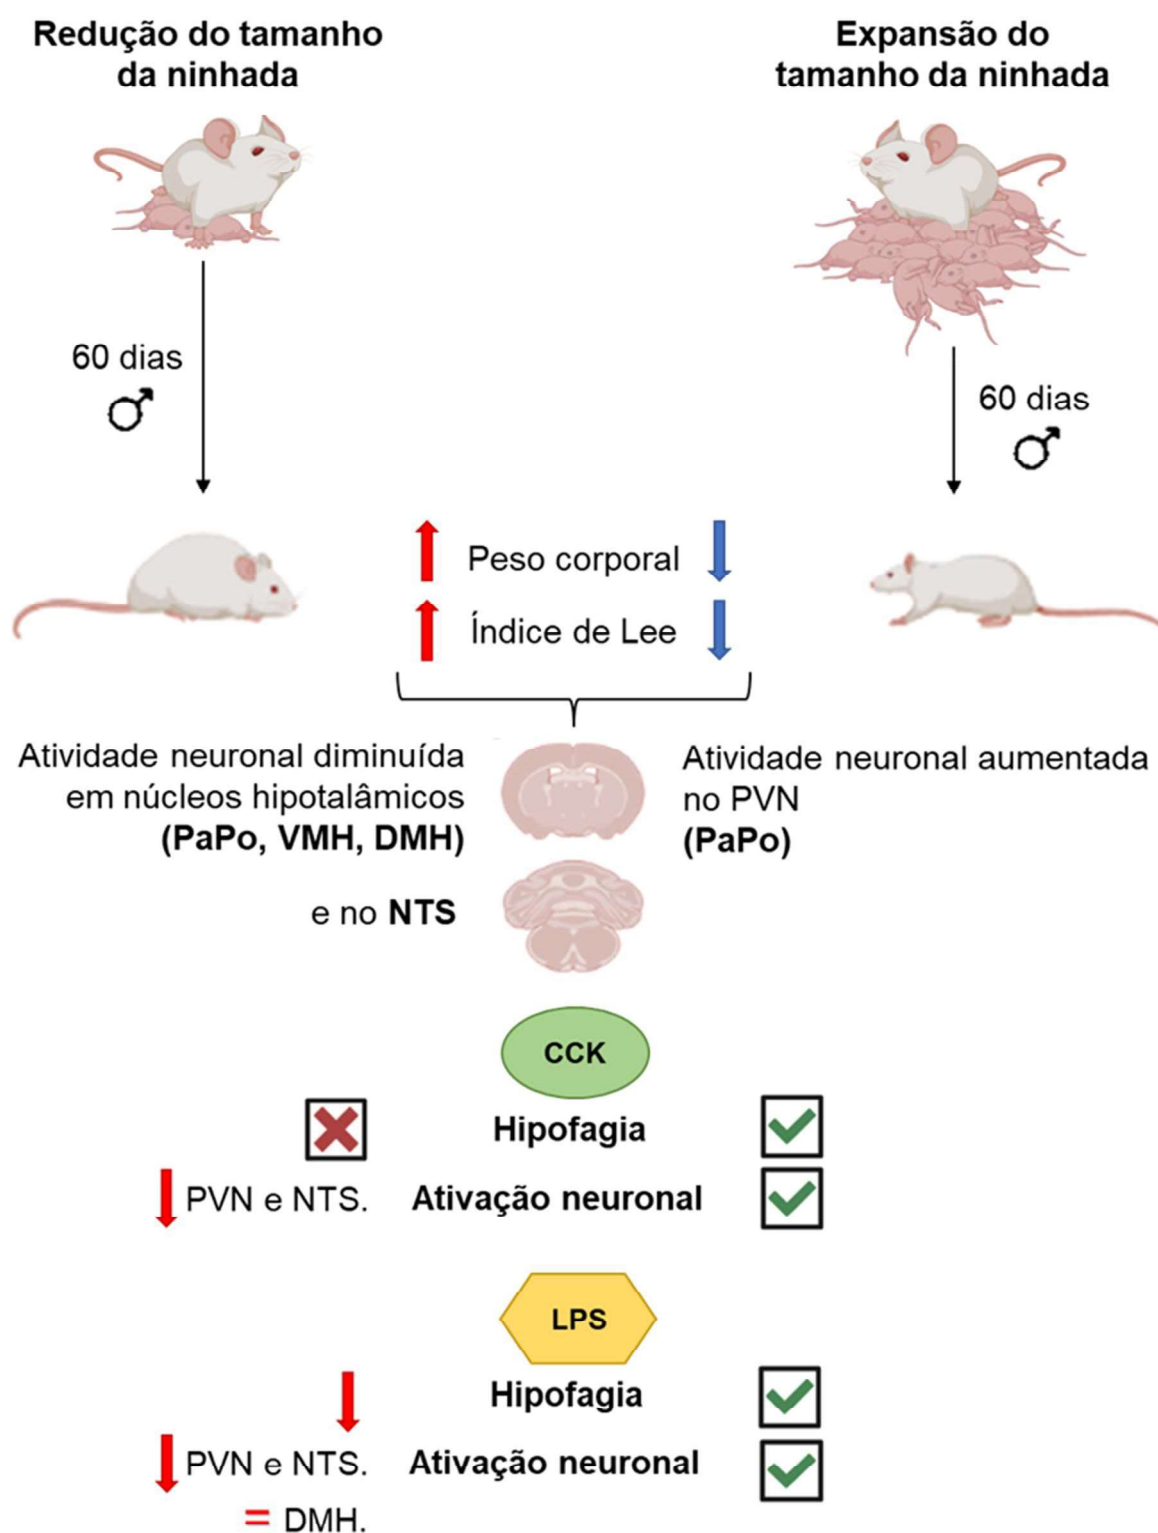 Redução do tamanho
da ninhada
Expansão do
tamanho da ninhada
60 dias
60 dias
Peso corporal
Índice de Lee
Atividade neuronal diminuída
em núcleos hipotalâmicos
(PaPo, VMH, DMH)
e no NTS
Atividade neuronal aumentada
no PVN
(PaPo)
CCK
Hipofagia
PVN e NTS. Ativação neuronal
LPS
Hipofagia
PVN e NTS. Ativação neuronal
= DMH.